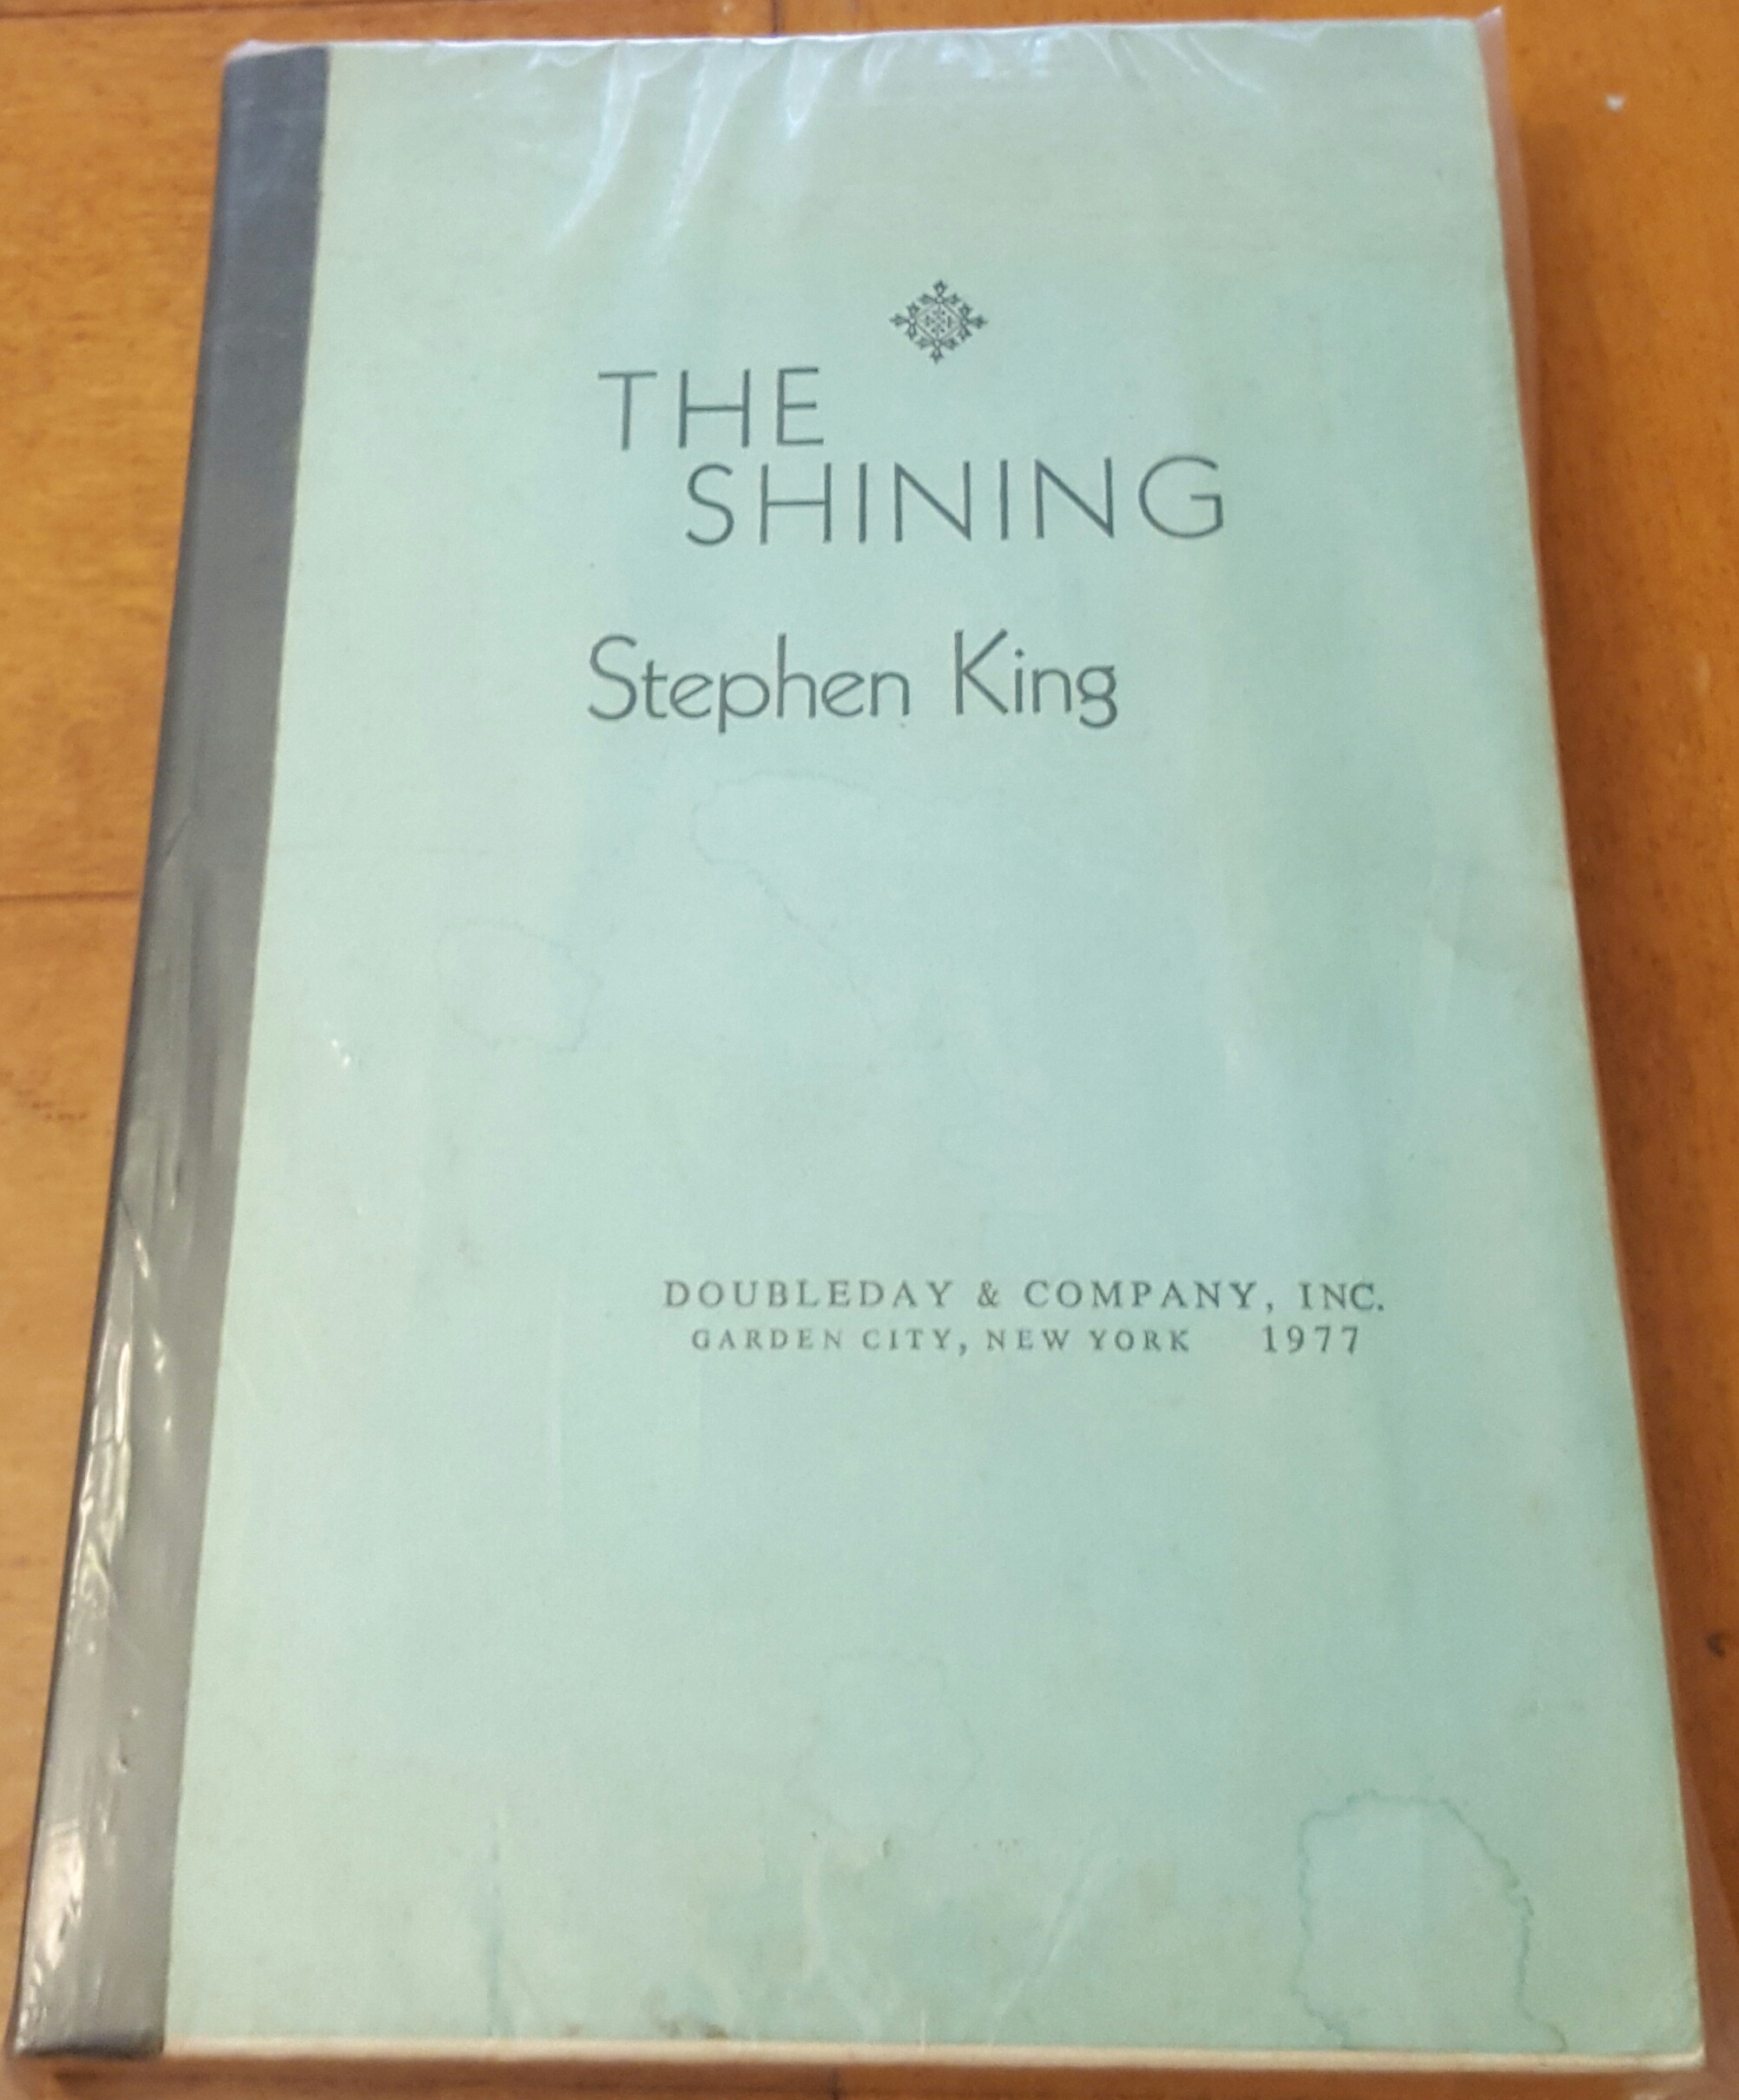 THE
SHINING
Stephen King
DOUBLEDAY & COMPANY, INC.
GARDEN CITY, NEW YORK 1977